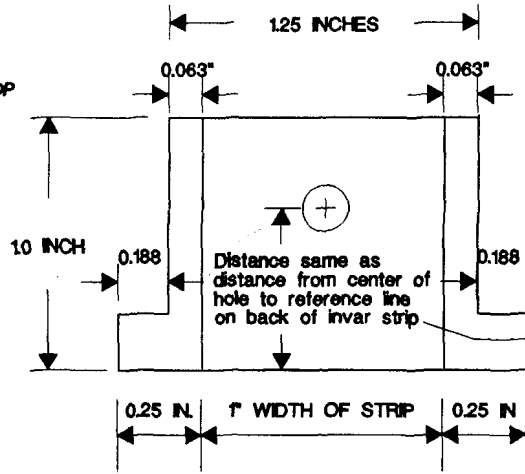 1.25 INCHES
0.063"
0.063"
OP
1.0 INCH
0.188
0.188
Distance same as
distance from center of
hole to reference line
on back of invar strip
0.25 IN.
1" WIDTH OF STRIP
0.25 IN